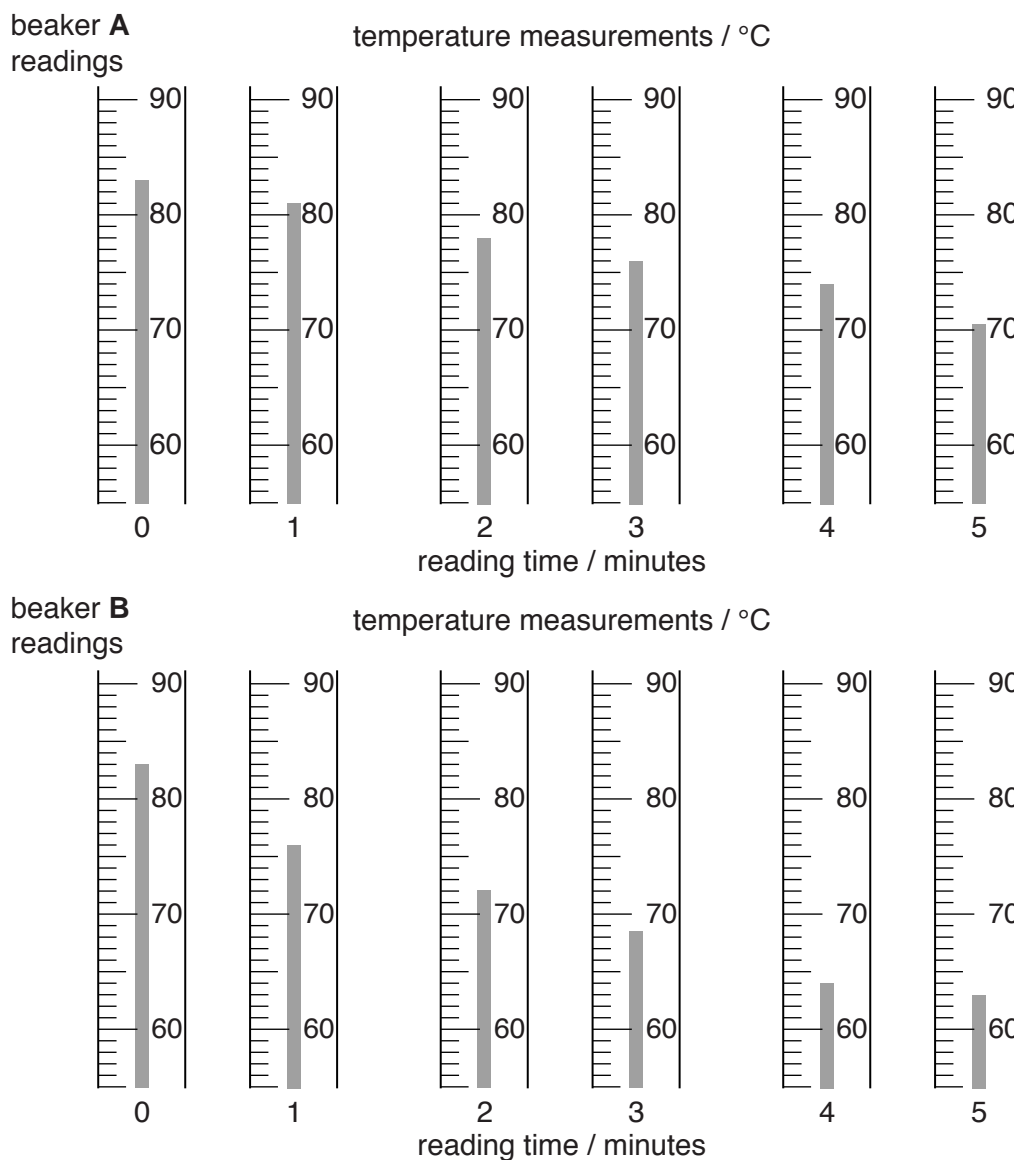 beaker A
readings
temperature measurements / °C
90 90 90 90 90 90
80 80 80 80 80 80
70 70 70 70 70 70
60 60 60 60 60 60
0 1 2 3 4 5
reading time / minutes
beaker B
readings
temperature measurements / °C
90 90 90 90 90 90
80 80 80 80 80 80
70 70 70 70 70 70
60 60 60 60 60 60
0 1 2 3 4 5
reading time / minutes